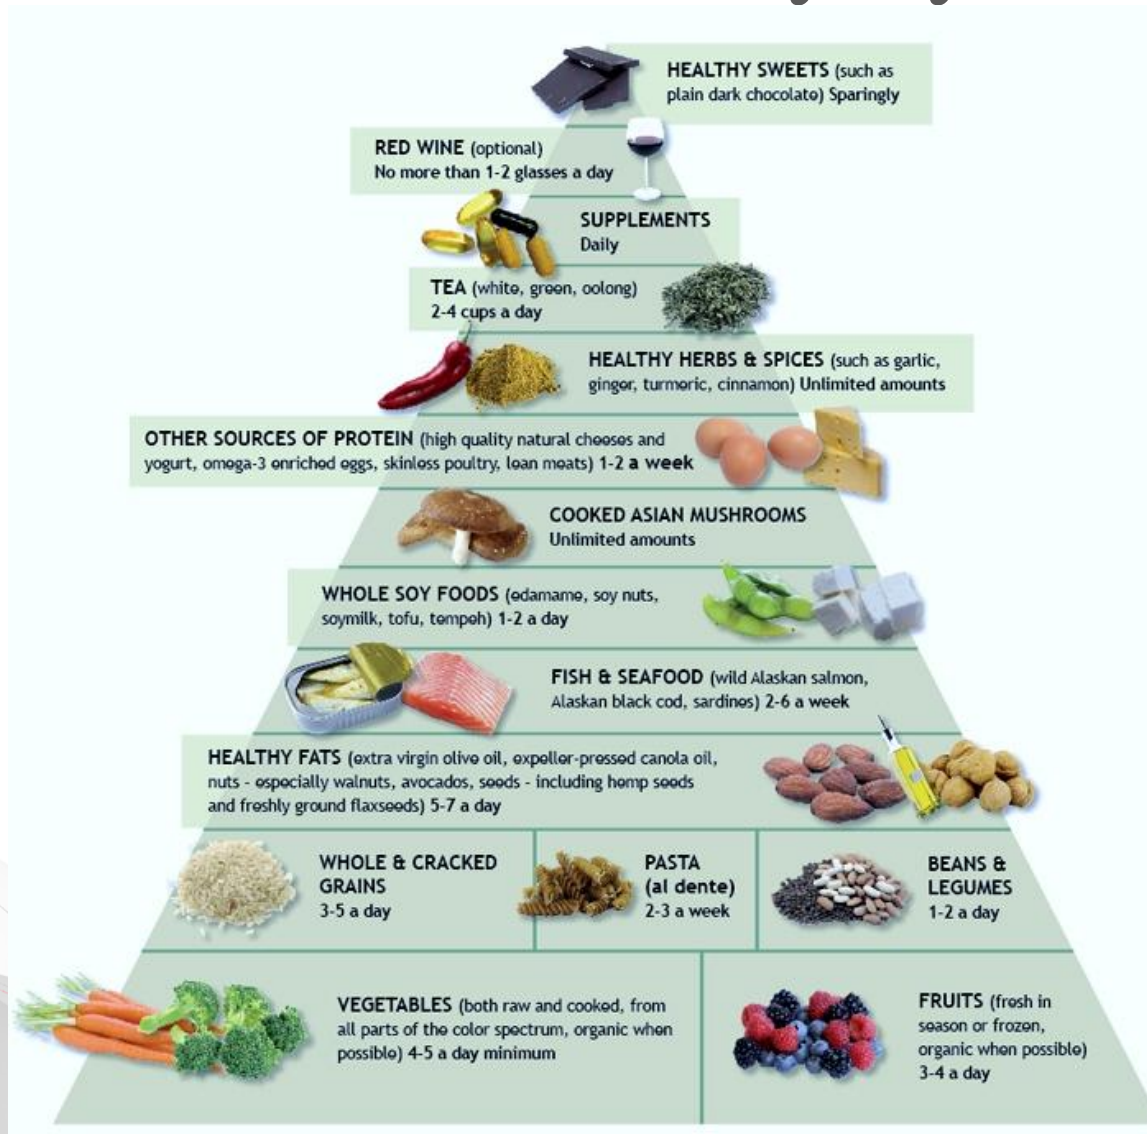 HEALTHY SWEETS (such as
plain dark chocolate) Sparingly
RED WINE (optional)
No more than 1-2 glasses a day
SUPPLEMENTS
Daily
TEA (white, green, oolong)
2-4 cups a day
HEALTHY HERBS & SPICES (such as garlic,
ginger, turmeric, cinnamon) Unlimited amounts
OTHER SOURCES OF PROTEIN (high quality natural cheeses and
yogurt, omega-3 enriched eggs, skinless poultry, lean meats) 1-2 a week
COOKED ASIAN MUSHROOMS
Unlimited amounts
WHOLE SOY FOODS (edamame, soy nuts,
soymilk, tofu, tempeh) 1-2 a day
FISH & SEAFOOD (wild Alaskan salmon,
Alaskan black cod, sardines) 2-6 a week
HEALTHY FATS (extra virgin olive oil, expeller-pressed canola oil,
nuts - especially walnuts, avocados, seeds - including hemp seeds
and freshly ground flaxseeds) 5-7 a day
WHOLE & CRACKED
GRAINS
3-5 a day
PASTA
(al dente)
2-3 a week
BEANS &
LEGUMES
1-2 a day
VEGETABLES (both raw and cooked, from
all parts of the color spectrum, organic when
possible) 4-5 a day minimum
FRUITS (fresh in
season or frozen,
organic when possible)
3-4 a day